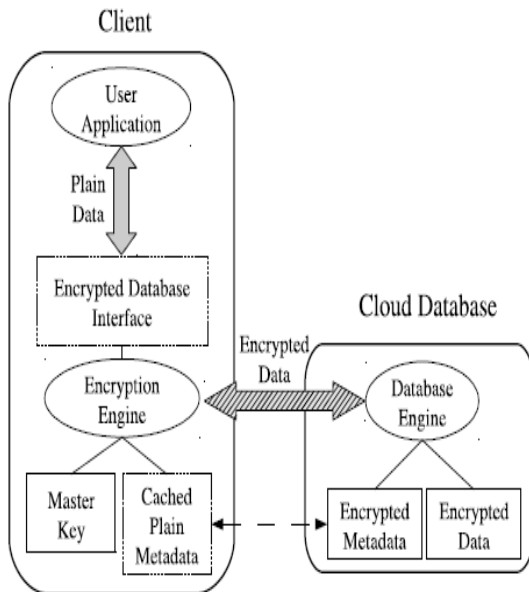 Client
User
Application
Plain
Data
Encrypted Database
Interface
Encryption
Engine
Master
Key
Cached
Plain
Metadata
Encrypted
Data
Cloud Database
Database
Engine
Encrypted
Metadata
Encrypted
Data